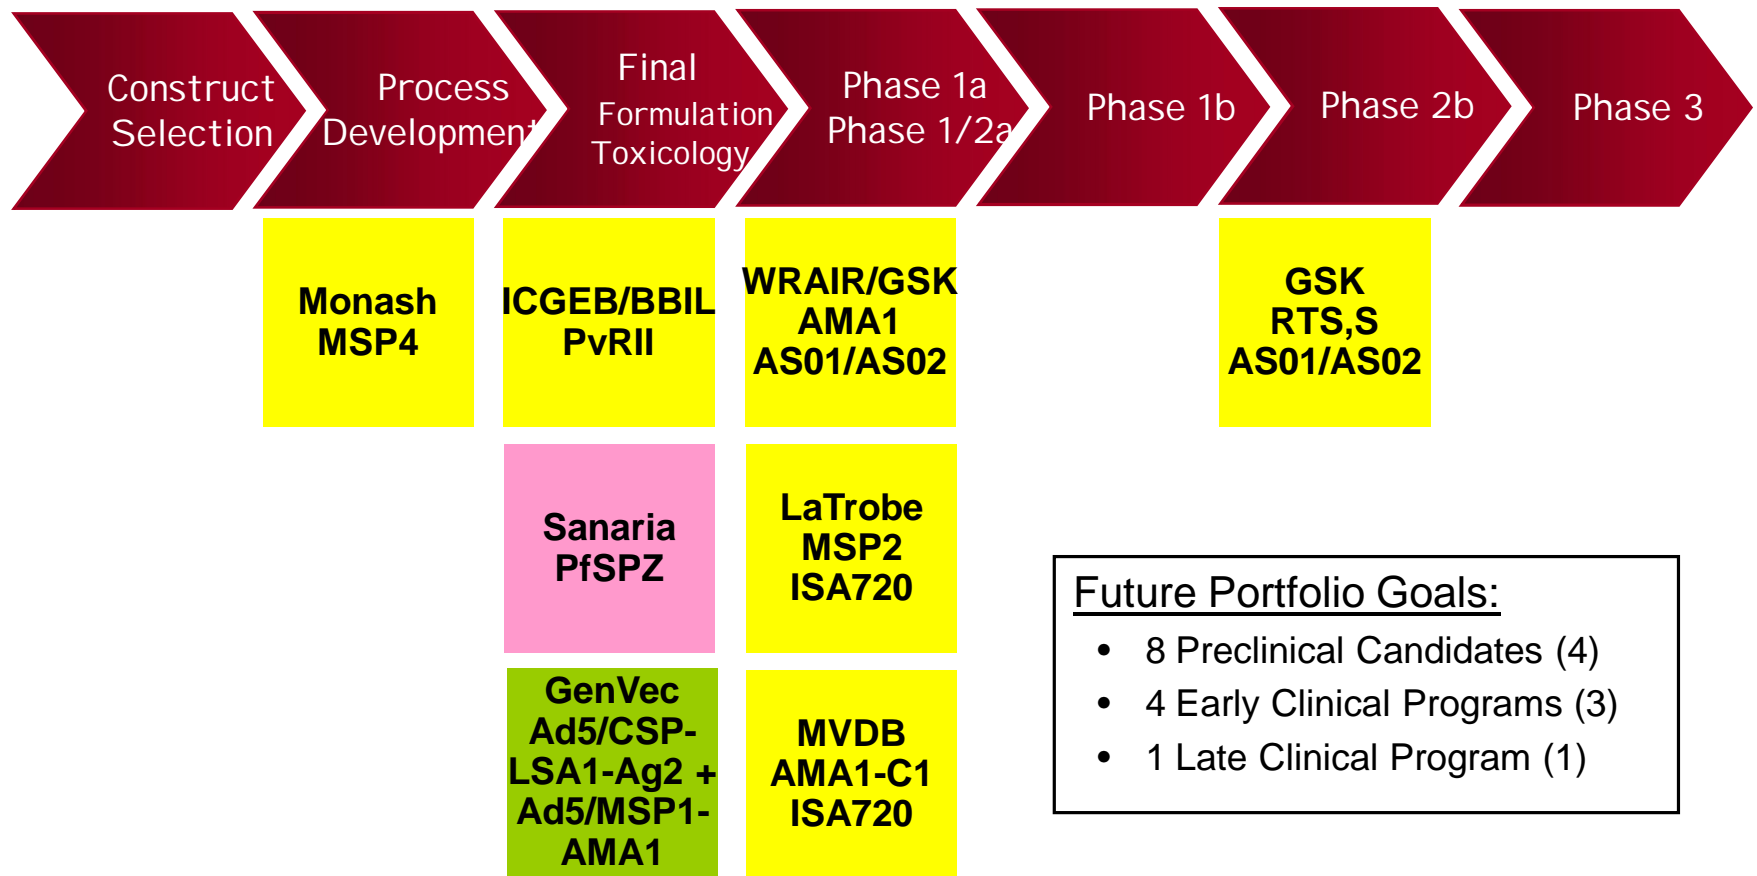 Construct
Selection
Process
Development
Final
Formulation
Toxicology
Phase 1a
Phase 1/2a
Phase 1b
Phase 2b
Phase 3
Monash
MSP4
ICGEB/BBIL
PvRII
WRAIR/GSK
AMA1
AS01/AS02
GSK
RTS,S
AS01/AS02
Sanaria
PfSPZ
LaTrobe
MSP2
ISA720
GenVec
Ad5/CSP-
LSA1-Ag2 +
Ad5/MSP1-
AMA1
MVDB
AMA1-C1
ISA720
Future Portfolio Goals:
• 8 Preclinical Candidates (4)
• 4 Early Clinical Programs (3)
• 1 Late Clinical Program (1)